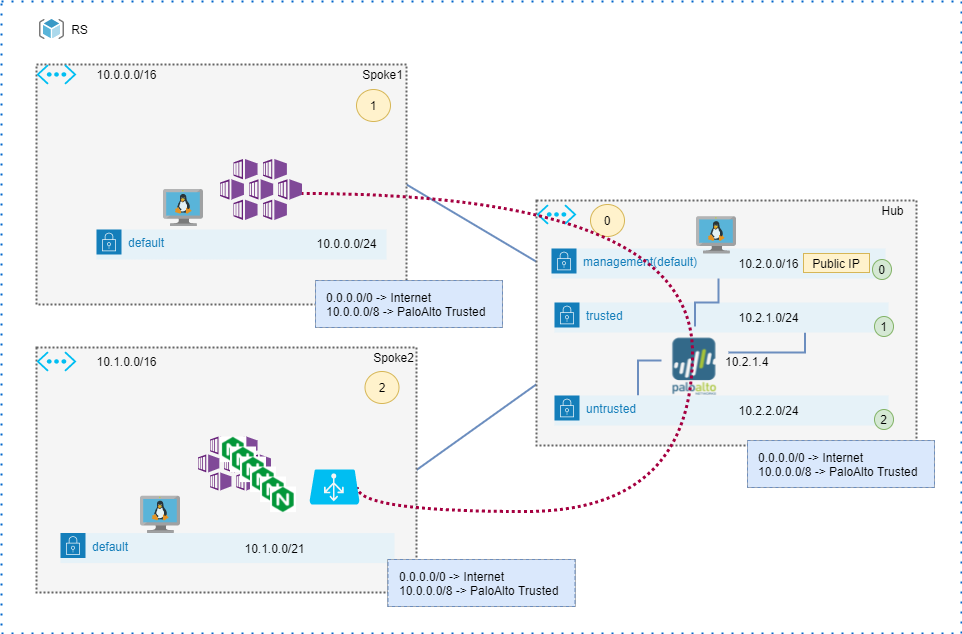 RS
10.0.0.0/16
Spoke1
1
default
10.0.0.0/24
0.0.0.0/0 -> Internet
10.0.0.0/8 -> PaloAlto Trusted
Hub
0
management(default)
10.2.0.0/16
Public IP
0
trusted
10.2.1.0/24
1
10.2.1.4
paloalto
untrusted
10.2.2.0/24
2
0.0.0.0/0 -> Internet
10.0.0.0/8 -> PaloAlto Trusted
10.1.0.0/16
Spoke2
2
N
default
10.1.0.0/21
0.0.0.0/0 -> Internet
10.0.0.0/8 -> PaloAlto Trusted